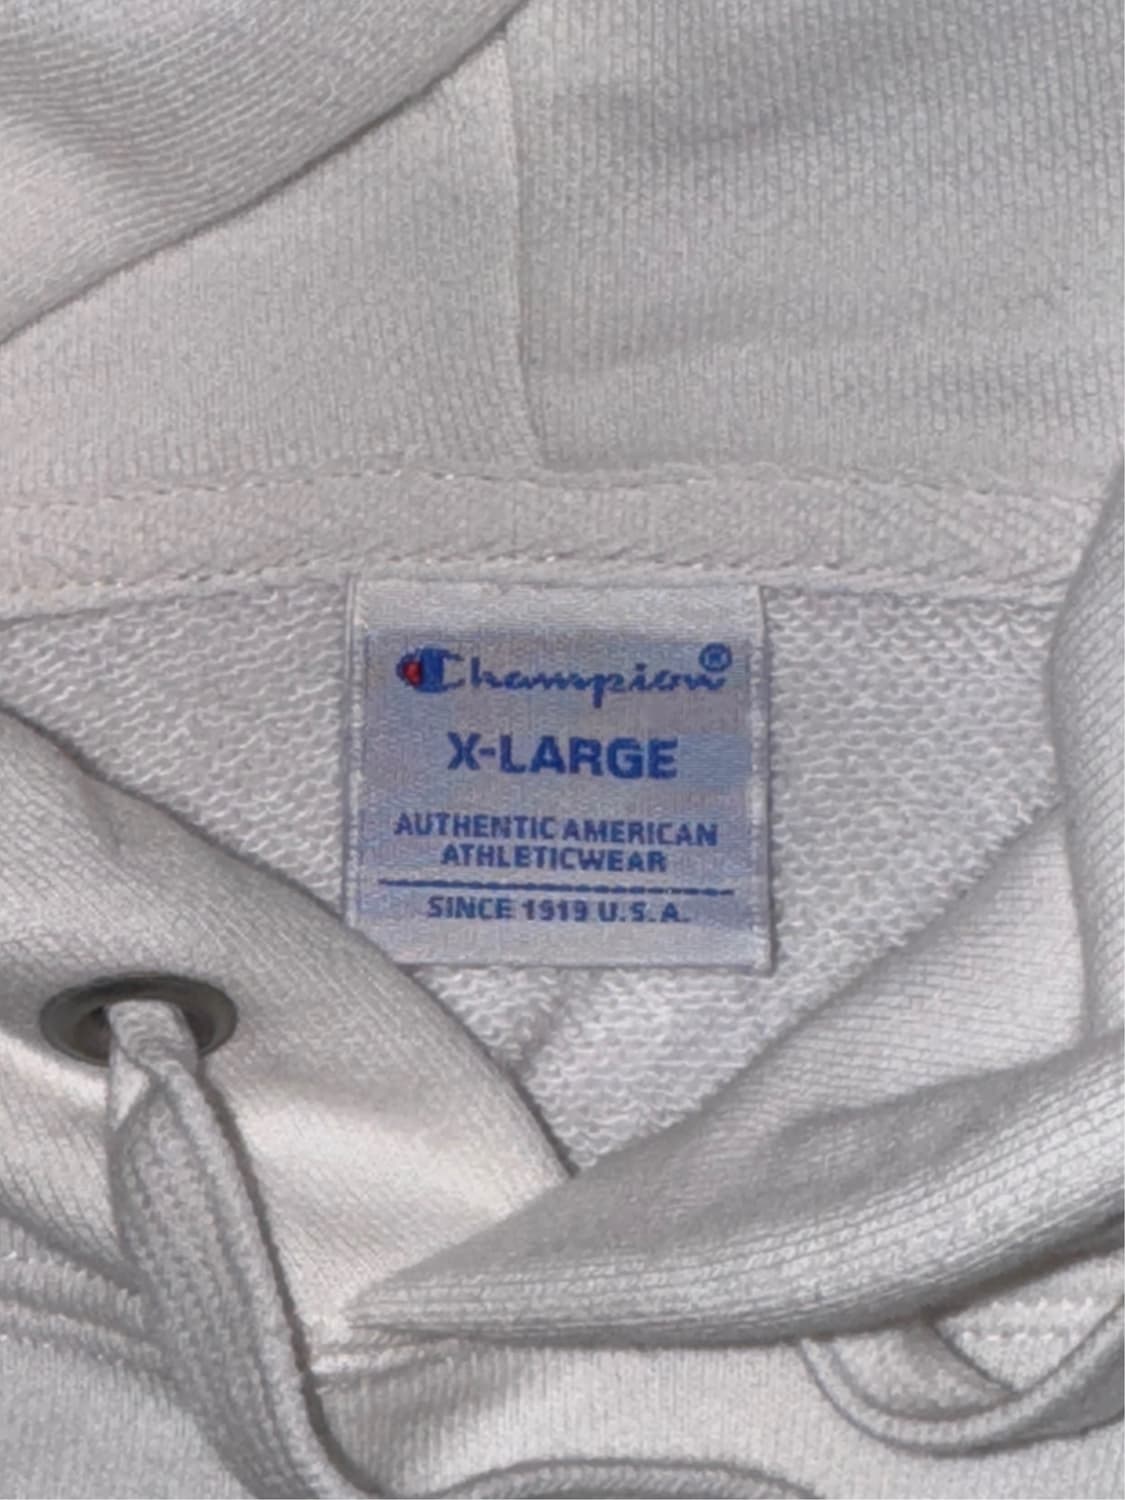 Champion®
X-LARGE
AUTHENTIC AMERICAN
ATHLETICWEAR
SINCE 1919 U.S.A.